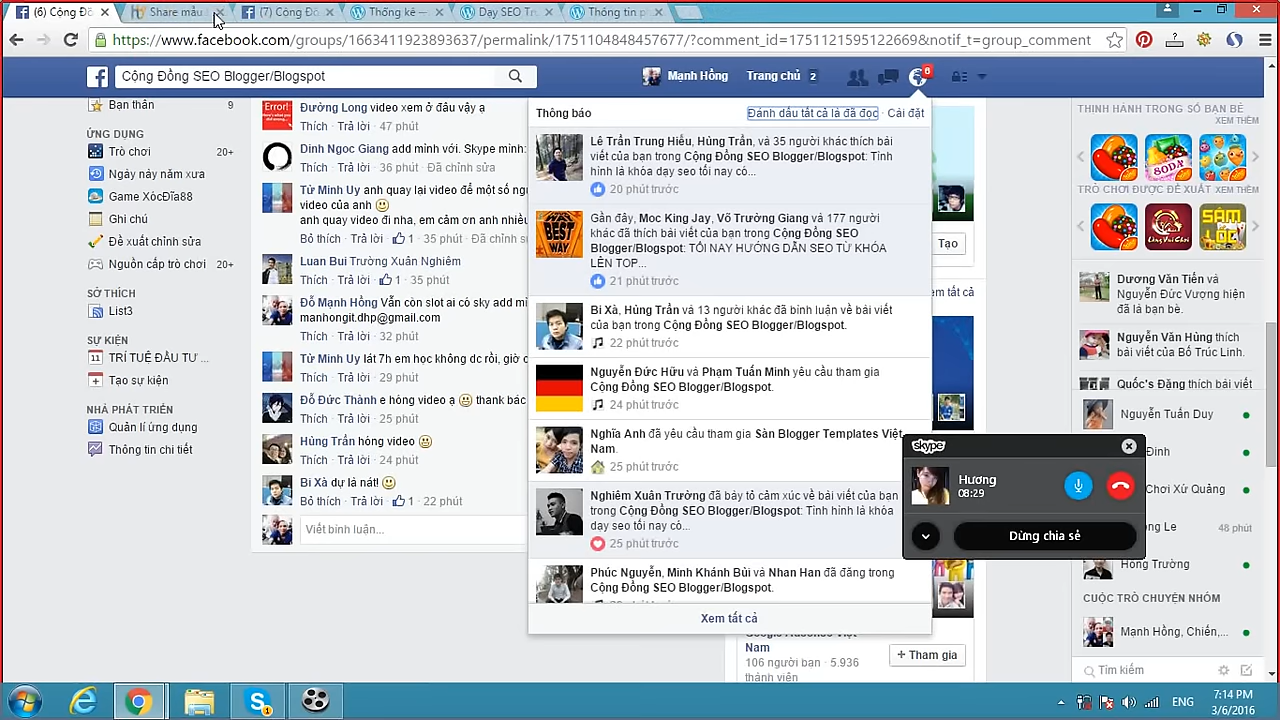 (6) Cộng Đồ
Share mẫu
(7) Cộng Đồ
Thống kê —
Dạy SEO Tr
Thông tin p
https://www.facebook.com/groups/1663411923893637/permalink/1751104848457677/?comment_id=1751121595122669&notif_t=group_comment
Cộng Đồng SEO Blogger/Blogspot
Mạnh Hồng
Trang chủ 2
6
Bạn thân 9
ỨNG DỤNG
Trò chơi 20+
Ngày này năm xưa
Game XócĐĩa88
Ghi chú
Đề xuất chỉnh sửa
Nguồn cấp trò chơi 20+
SỞ THÍCH
List3
SỰ KIỆN
11 TRÍ TUỆ ĐẦU TƯ ...
Tạo sự kiện
NHÀ PHÁT TRIỂN
Quản lí ứng dụng
Thông tin chi tiết
Error!
Đường Long video xem ở đâu vậy ạ
Thích · Trả lời · 47 phút
Dinh Ngoc Giang add mình với. Skype mình:
Thích · Trả lời · 36 phút · Đã chỉnh sửa
Từ Minh Uy anh quay lại video để một số ngu
video của anh
anh quay video đi nha, em cảm ơn anh nhiều
Bỏ thích · Trả lời · 1 · 35 phút · Đã chỉnh sửa
Luan Bui Trường Xuân Nghiêm
Thích · Trả lời · 1 · 35 phút
Đỗ Mạnh Hồng Vẫn còn slot ai có sky add mì
manhongit.dhp@gmail.com
Thích · Trả lời · 32 phút
Từ Minh Uy lát 7h em học không dc rồi, giờ c
Thích · Trả lời · 29 phút
Đỗ Đức Thành e hóng video ạ thank bác
Thích · Trả lời · 25 phút
Hùng Trần hóng video
Thích · Trả lời · 24 phút
Bi Xà dự là nát!
Bỏ thích · Trả lời · 1 · 22 phút
Viết bình luận...
Thông báo
Đánh dấu tất cả là đã đọc · Cài đặt
Lê Trần Trung Hiếu, Hùng Trần, và 35 người khác thích bài
viết của bạn trong Cộng Đồng SEO Blogger/Blogspot: Tình
hình là khóa dạy seo tối nay có...
20 phút trước
BEST
WAY
Gần đây, Moc King Jay, Võ Trường Giang và 177 người
khác đã thích bài viết của bạn trong Cộng Đồng SEO
Blogger/Blogspot: TỐI NAY HƯỚNG DẪN SEO TỪ KHÓA
LÊN TOP...
21 phút trước
Bi Xà, Hùng Trần và 13 người khác đã bình luận về bài viết
của bạn trong Cộng Đồng SEO Blogger/Blogspot.
22 phút trước
Nguyễn Đức Hữu và Phạm Tuấn Minh yêu cầu tham gia
Cộng Đồng SEO Blogger/Blogspot.
24 phút trước
Nghĩa Anh đã yêu cầu tham gia Sàn Blogger Templates Việt
Nam.
25 phút trước
Nghiêm Xuân Trường đã bày tỏ cảm xúc về bài viết của bạn
trong Cộng Đồng SEO Blogger/Blogspot: Tình hình là khóa
dạy seo tối nay có...
25 phút trước
Phúc Nguyễn, Minh Khánh Bùi và Nhan Han đã đăng trong
Cộng Đồng SEO Blogger/Blogspot.
Xem tất cả
Tạo
em tất cả
Nam
106 người bạn · 5.936
thành viên
+ Tham gia
THỊNH HÀNH TRONG SỐ BẠN BÈ
XEM THÊM
SODA
TRÒ CHƠI ĐƯỢC ĐỀ XUẤT XEM THÊM
Dương Văn Tiến và
Nguyễn Đức Vượng hiện
đã là bạn bè.
Nguyễn Văn Hùng thích
bài viết của Bố Trúc Linh.
Quốc's Đặng thích bài viết
Nguyễn Tuấn Duy
Đinh
Chơi Xứ Quảng
ng Le 48 phút
Hồng Trường
CUỘC TRÒ CHUYỆN NHÓM
Mạnh Hồng, Chiến,...
Tìm kiếm
skype
Hương
08:29
Dừng chia sẻ
1
ENG
7:14 PM
3/6/2016